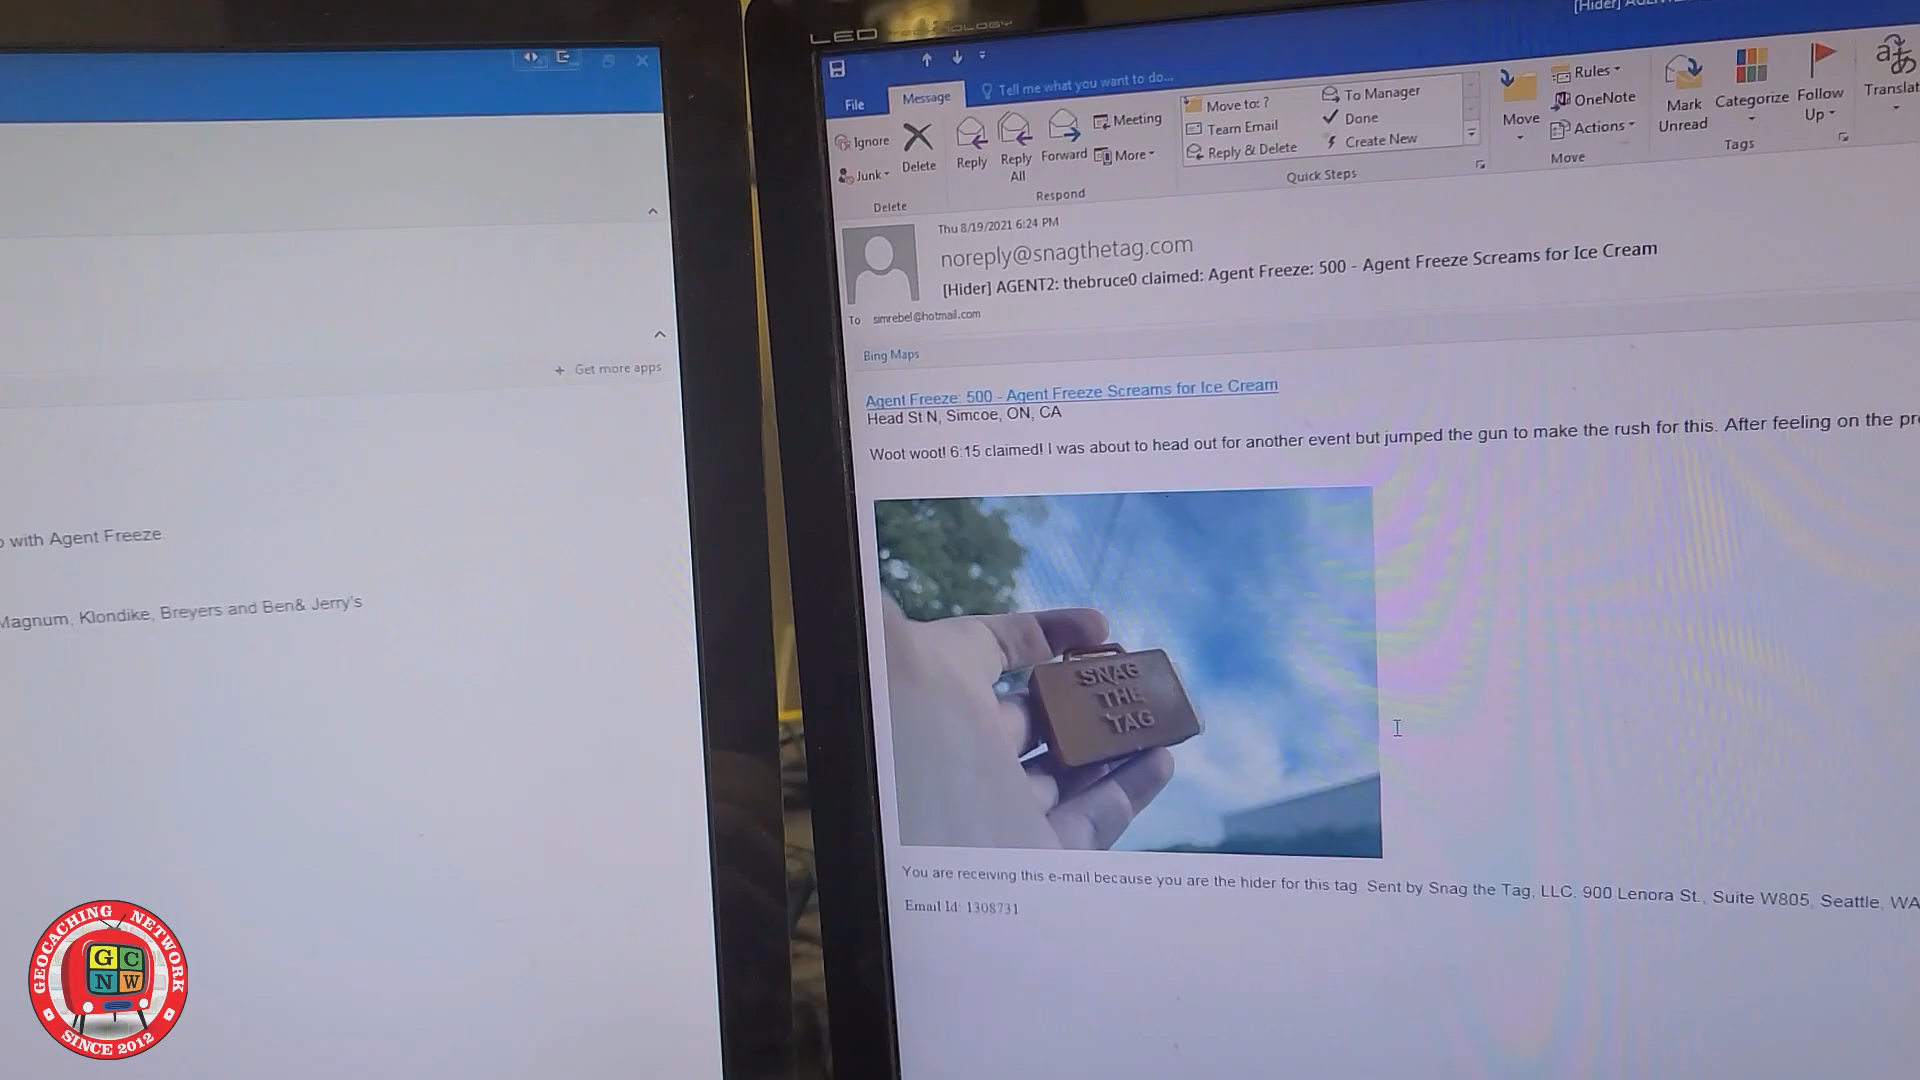 LED TECHNOLOGY
Tell me what you want to do...
File
Message
Ignore
Junk
Delete
Delete
Reply
Reply
All
Forward
Meeting
More
Respond
Move to: ?
Team Email
Reply & Delete
To Manager
Done
Create New
Quick Steps
Move
Rules
OneNote
Actions
Move
Mark
Unread
Categorize
Follow
Up
Tags
Thu 8/19/2021 6:24 PM
noreply@snagthetag.com
[Hider] AGENT2: thebruce0 claimed: Agent Freeze: 500 - Agent Freeze Screams for Ice Cream
To simrebel@hotmail.com
Bing Maps
Agent Freeze: 500 - Agent Freeze Screams for Ice Cream
Head St N, Simcoe, ON, CA
Woot woot! 6:15 claimed! I was about to head out for another event but jumped the gun to make the rush for this. After feeling on the
SNAG
THE
TAG
You are receiving this e-mail because you are the hider for this tag Sent by Snag the Tag, LLC, 900 Lenora St., Suite W805, Seattle, WA
Email Id: 1308731
+ Get more apps
with Agent Freeze
Magnum, Klondike, Breyers and Ben& Jerry's
GEOCACHING NETWORK
G C
N W
SINCE 2012